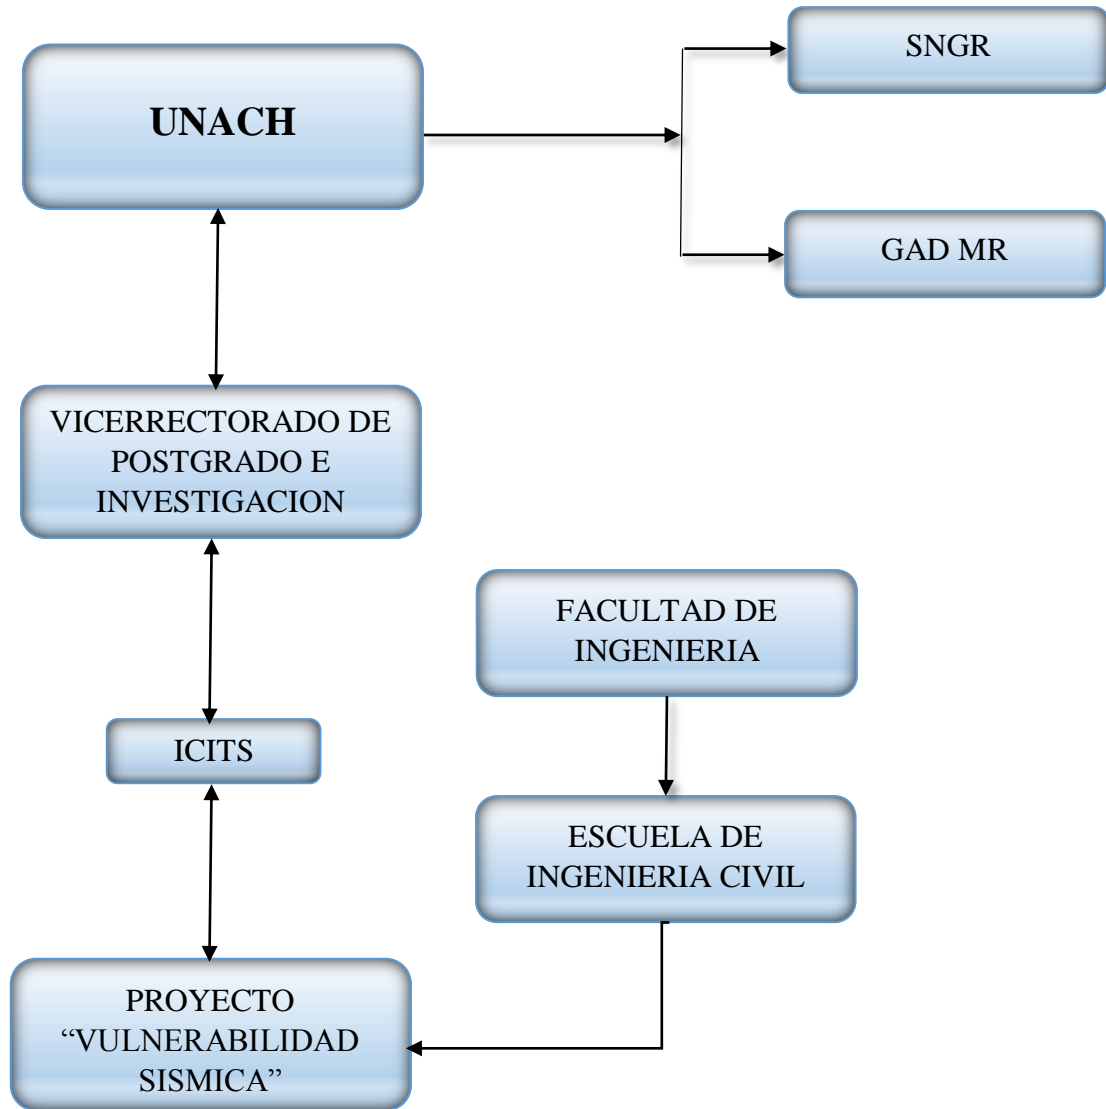 UNACH
SNGR
GAD MR
VICERRECTORADO DE
POSTGRADO E
INVESTIGACION
FACULTAD DE
INGENIERIA
ICITS
ESCUELA DE
INGENIERIA CIVIL
PROYECTO
“VULNERABILIDAD
SISMICA”